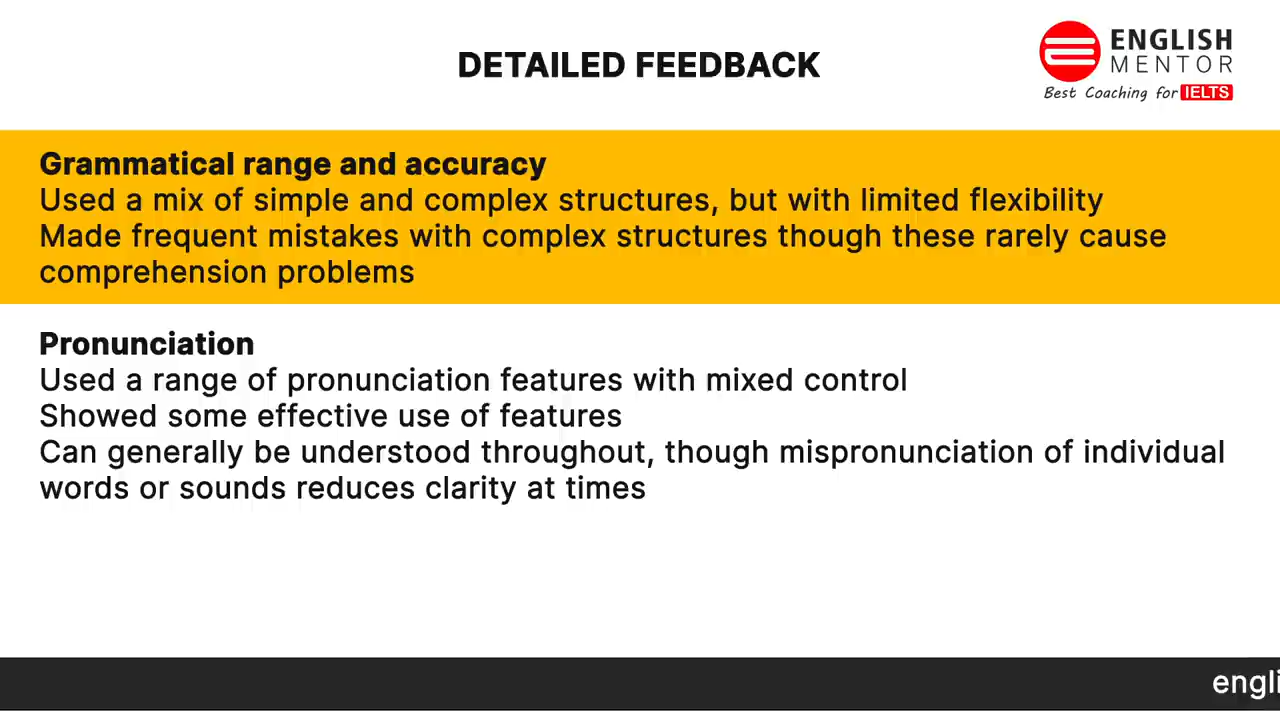 DETAILED FEEDBACK
ENGLISH
MENTOR
Best Coaching for IELTS
Grammatical range and accuracy
Used a mix of simple and complex structures, but with limited flexibility
Made frequent mistakes with complex structures though these rarely cause
comprehension problems
Pronunciation
Used a range of pronunciation features with mixed control
Showed some effective use of features
Can generally be understood throughout, though mispronunciation of individual
words or sounds reduces clarity at times
engli